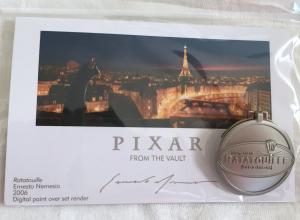 PIXAR
FROM THE VAULT
Ratatouille
Ernesto Nemesio
2006
Digital paint over set render
RATATOUILLE